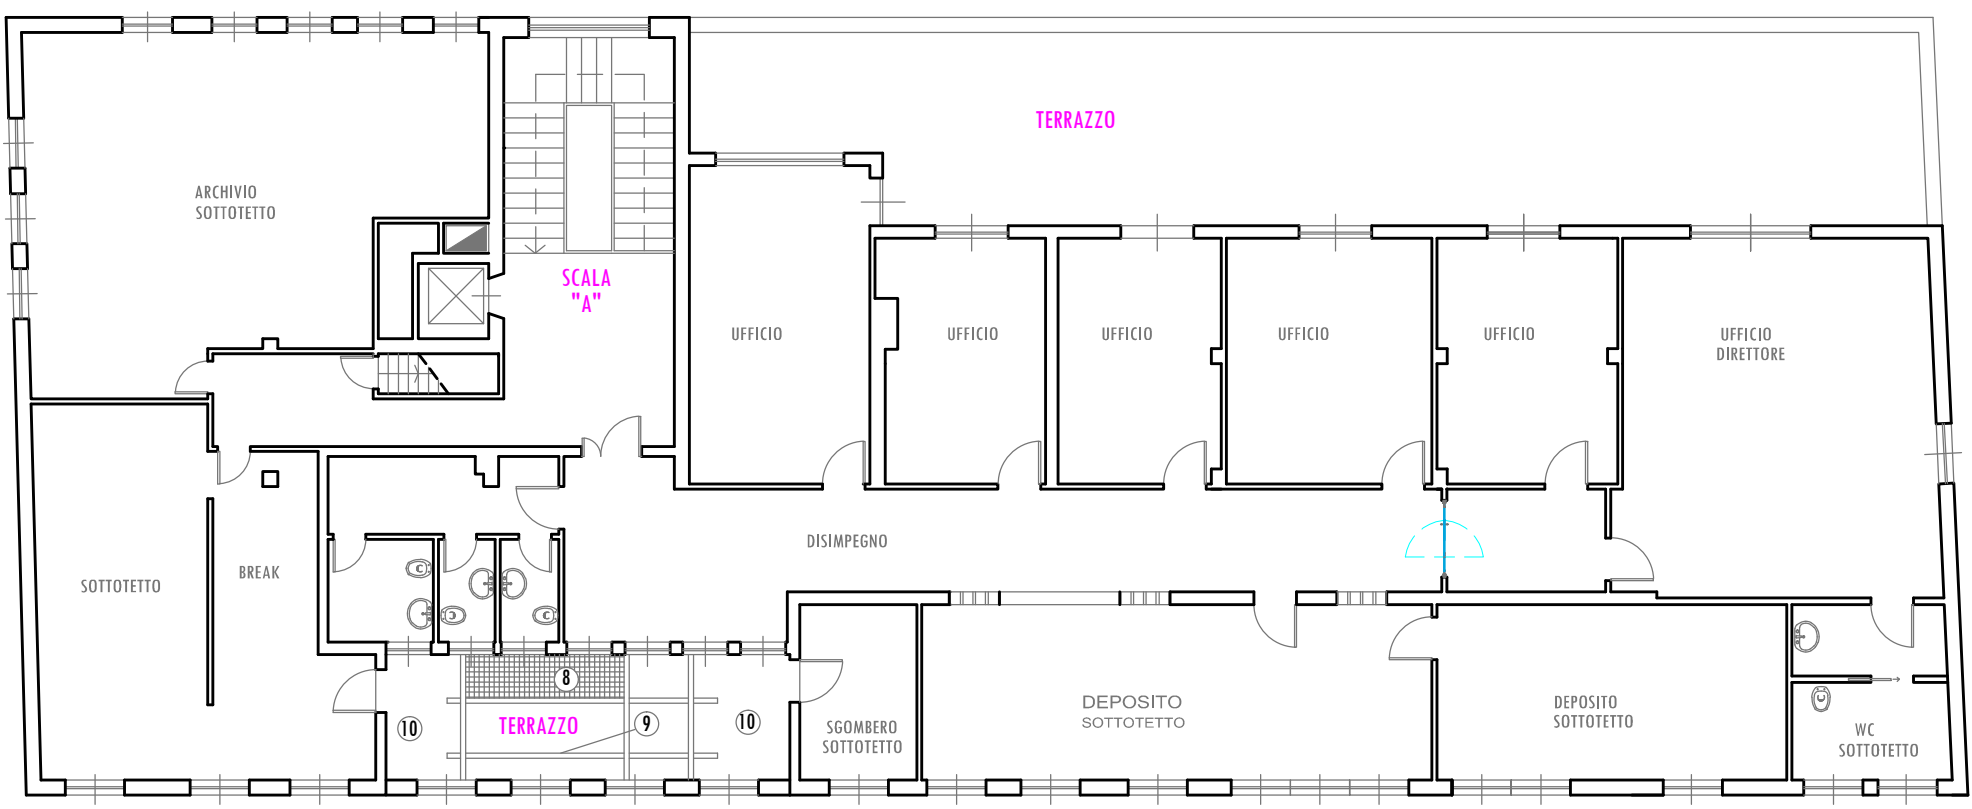 TERRAZZO
ARCHIVIO
SOTTOTETTO
SCALA
"A"
UFFICIO
UFFICIO
UFFICIO
UFFICIO
UFFICIO
UFFICIO
DIRETTORE
DISIMPEGNO
SOTTOTETTO
BREAK
8
TERRAZZO
9
10
10
SGOMBERO
SOTTOTETTO
DEPOSITO
SOTTOTETTO
DEPOSITO
SOTTOTETTO
WC
SOTTOTETTO